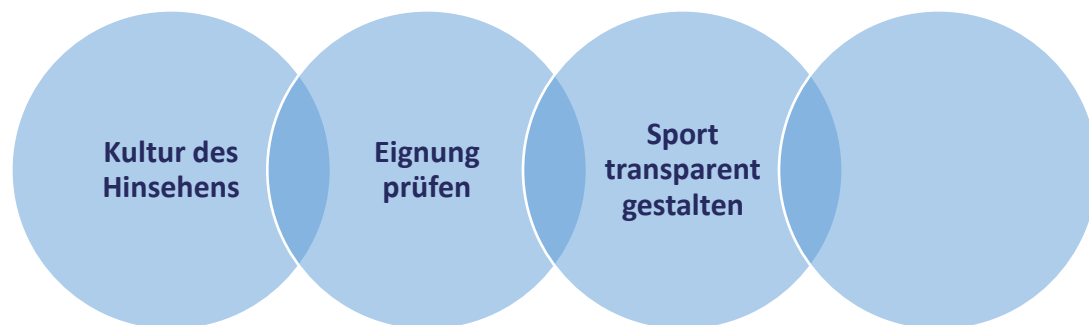 Kultur des
Hinsehens
Eignung
prüfen
Sport
transparent
gestalten